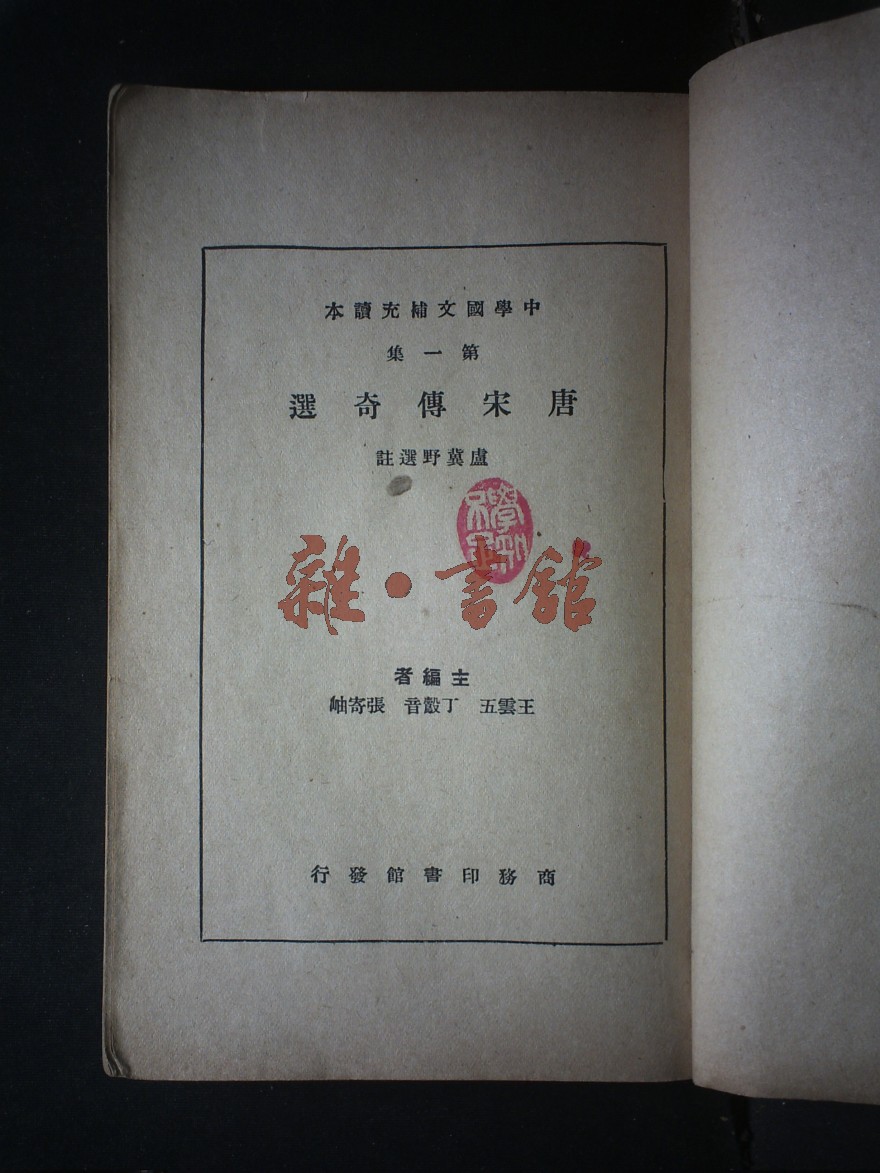 中學國文補充讀本
第一集
唐宋傳奇選
盧冀野選註
雜·書館
主編者
王雲五 丁瑴音 張寄岫
商務印書館發行